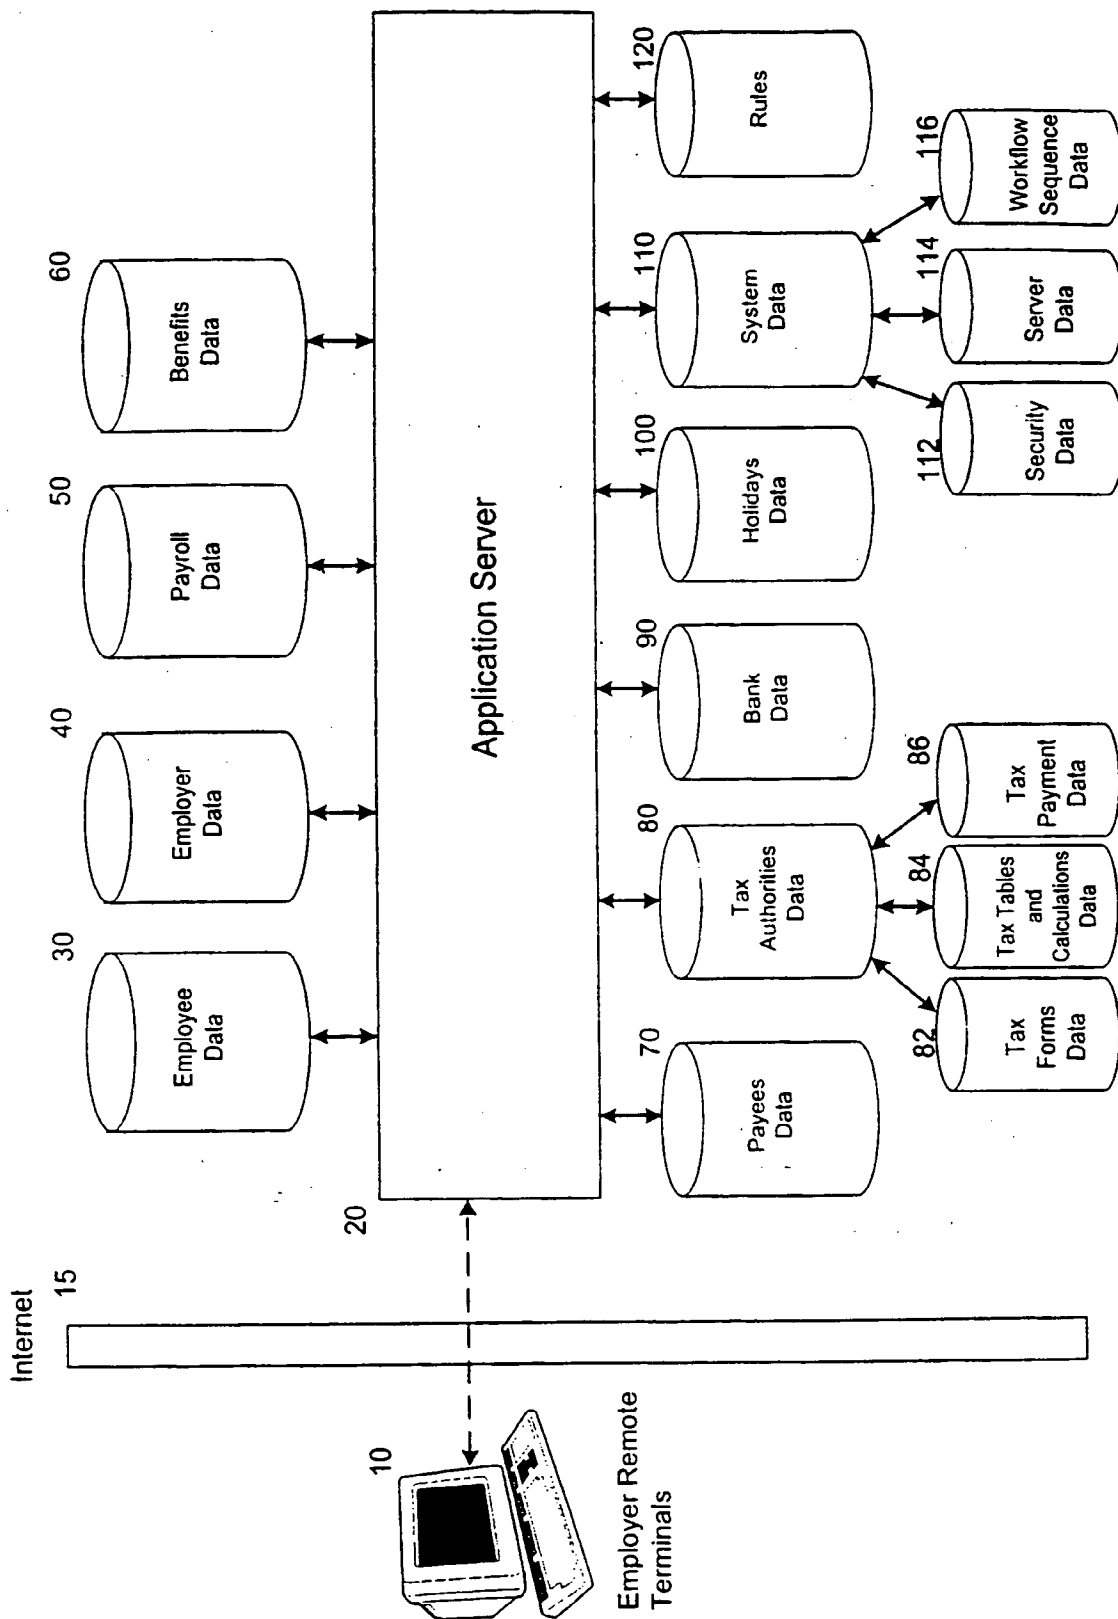 Internet
15
10
Employer Remote
Terminals
20
Application Server
30
Employee
Data
40
Employer
Data
50
Payroll
Data
60
Benefits
Data
70
Payees
Data
80
Tax
Authorities
Data
82
Tax
Forms
Data
84
Tax Tables
and
Calculations
Data
86
Tax
Payment
Data
90
Bank
Data
100
Holidays
Data
110
System
Data
112
Security
Data
114
Server
Data
116
Workflow
Sequence
Data
120
Rules